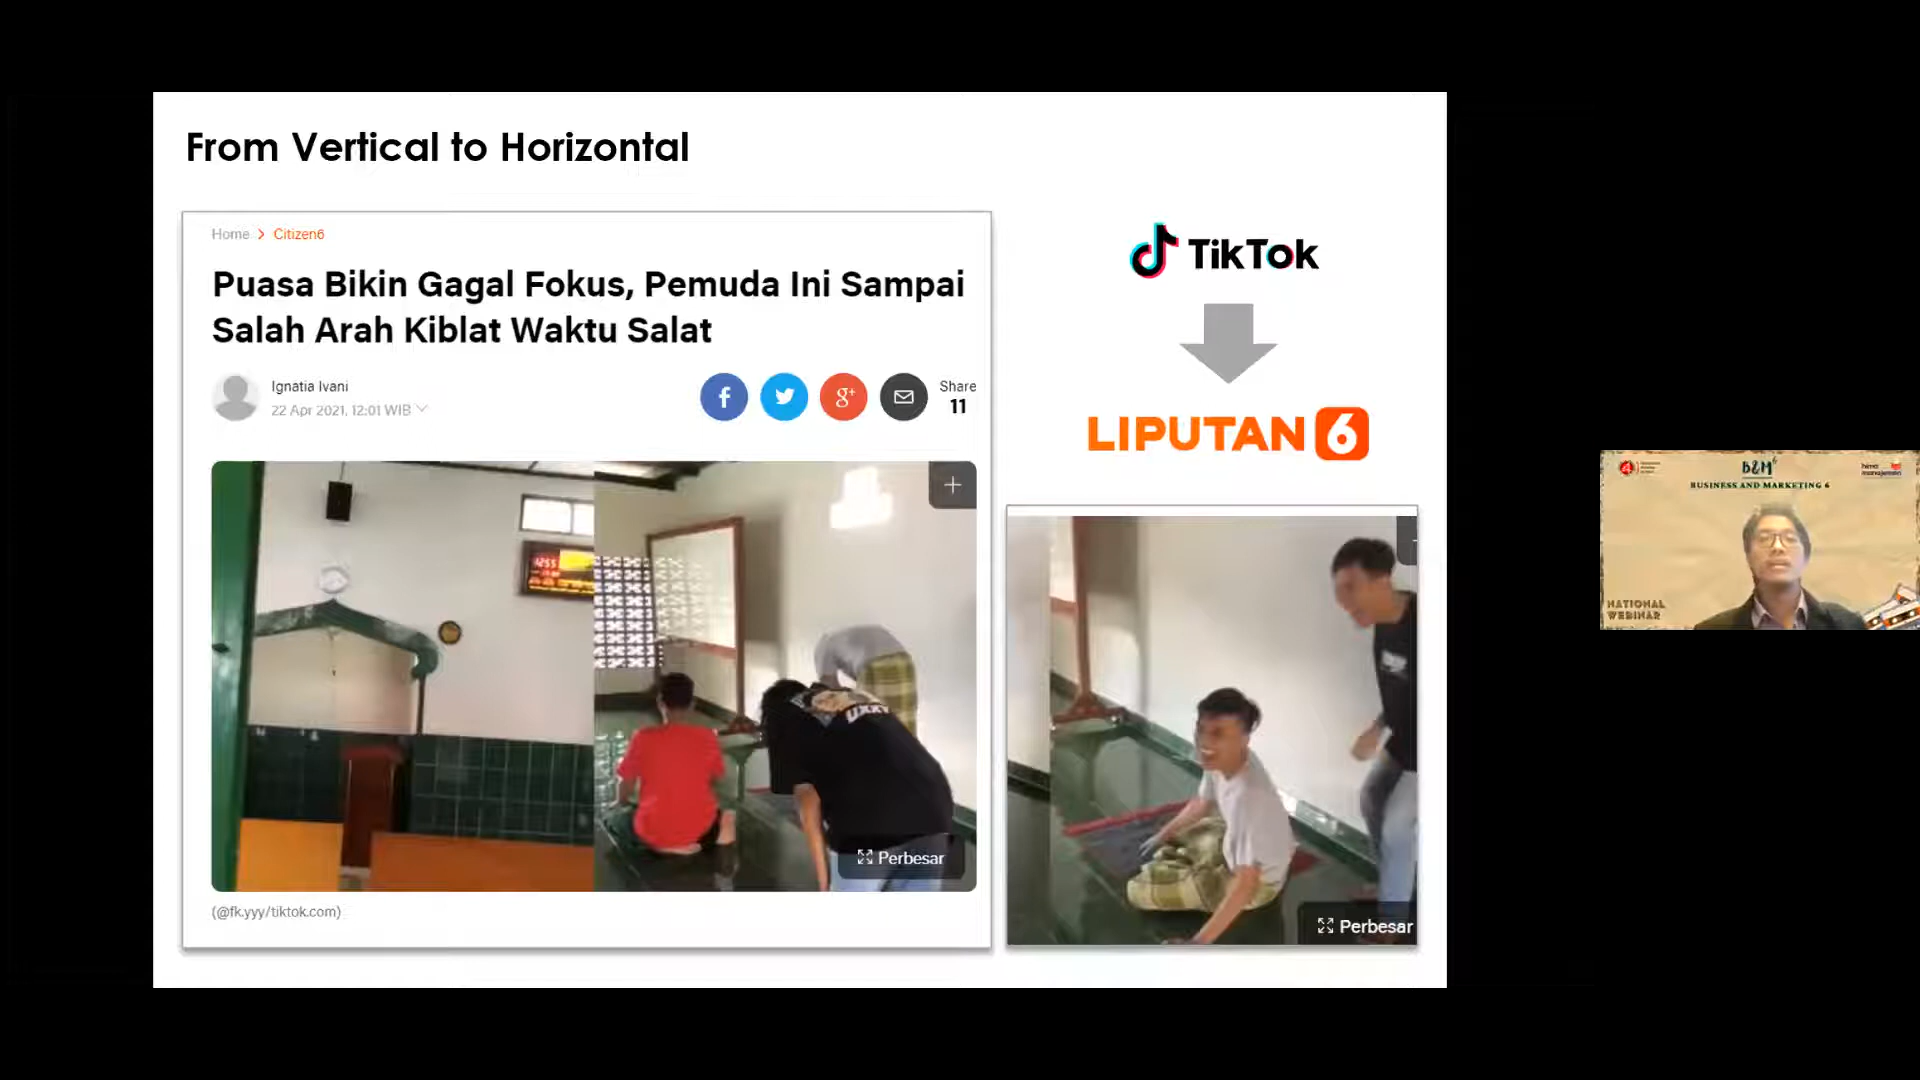 From Vertical to Horizontal
Home > Citizen6
Puasa Bikin Gagal Fokus, Pemuda Ini Sampai
Salah Arah Kiblat Waktu Salat
Ignatia Ivani
22 Apr 2021, 12:01 WIB
Share
11
Perbesar
(@fk.yyy/tiktok.com)
TikTok
LIPUTAN 6
Perbesar
B&M6
BUSINESS AND MARKETING 6
NATIONAL
WEBINAR